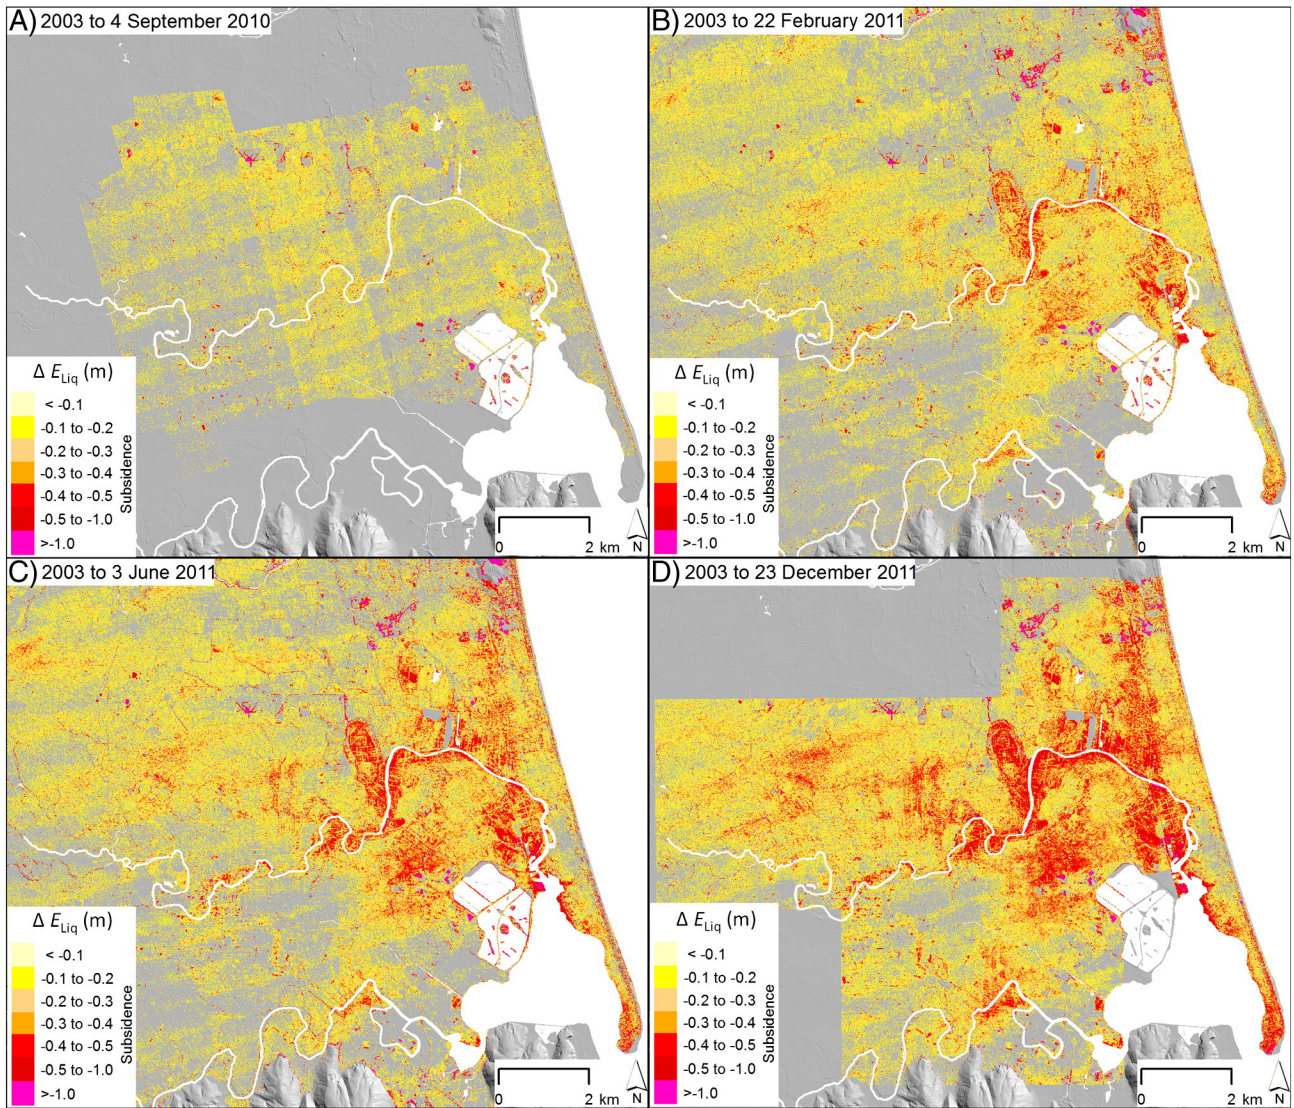 A) 2003 to 4 September 2010
Δ E Liq (m)
< -0.1
-0.1 to -0.2
-0.2 to -0.3
-0.3 to -0.4
-0.4 to -0.5
-0.5 to -1.0
>-1.0
Subsidence
0 2 km
N
B) 2003 to 22 February 2011
Δ E Liq (m)
< -0.1
-0.1 to -0.2
-0.2 to -0.3
-0.3 to -0.4
-0.4 to -0.5
-0.5 to -1.0
>-1.0
Subsidence
0 2 km
N
C) 2003 to 3 June 2011
Δ E Liq (m)
< -0.1
-0.1 to -0.2
-0.2 to -0.3
-0.3 to -0.4
-0.4 to -0.5
-0.5 to -1.0
>-1.0
Subsidence
0 2 km
N
D) 2003 to 23 December 2011
Δ E Liq (m)
< -0.1
-0.1 to -0.2
-0.2 to -0.3
-0.3 to -0.4
-0.4 to -0.5
-0.5 to -1.0
>-1.0
Subsidence
0 2 km
N